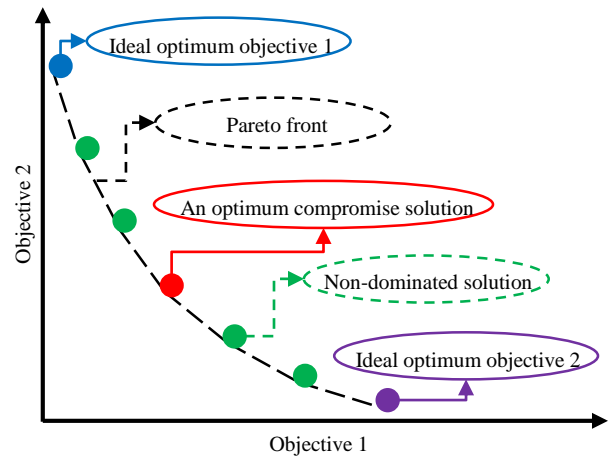 Ideal optimum objective 1
Pareto front
An optimum compromise solution
Non-dominated solution
Ideal optimum objective 2
Objective 2
Objective 1